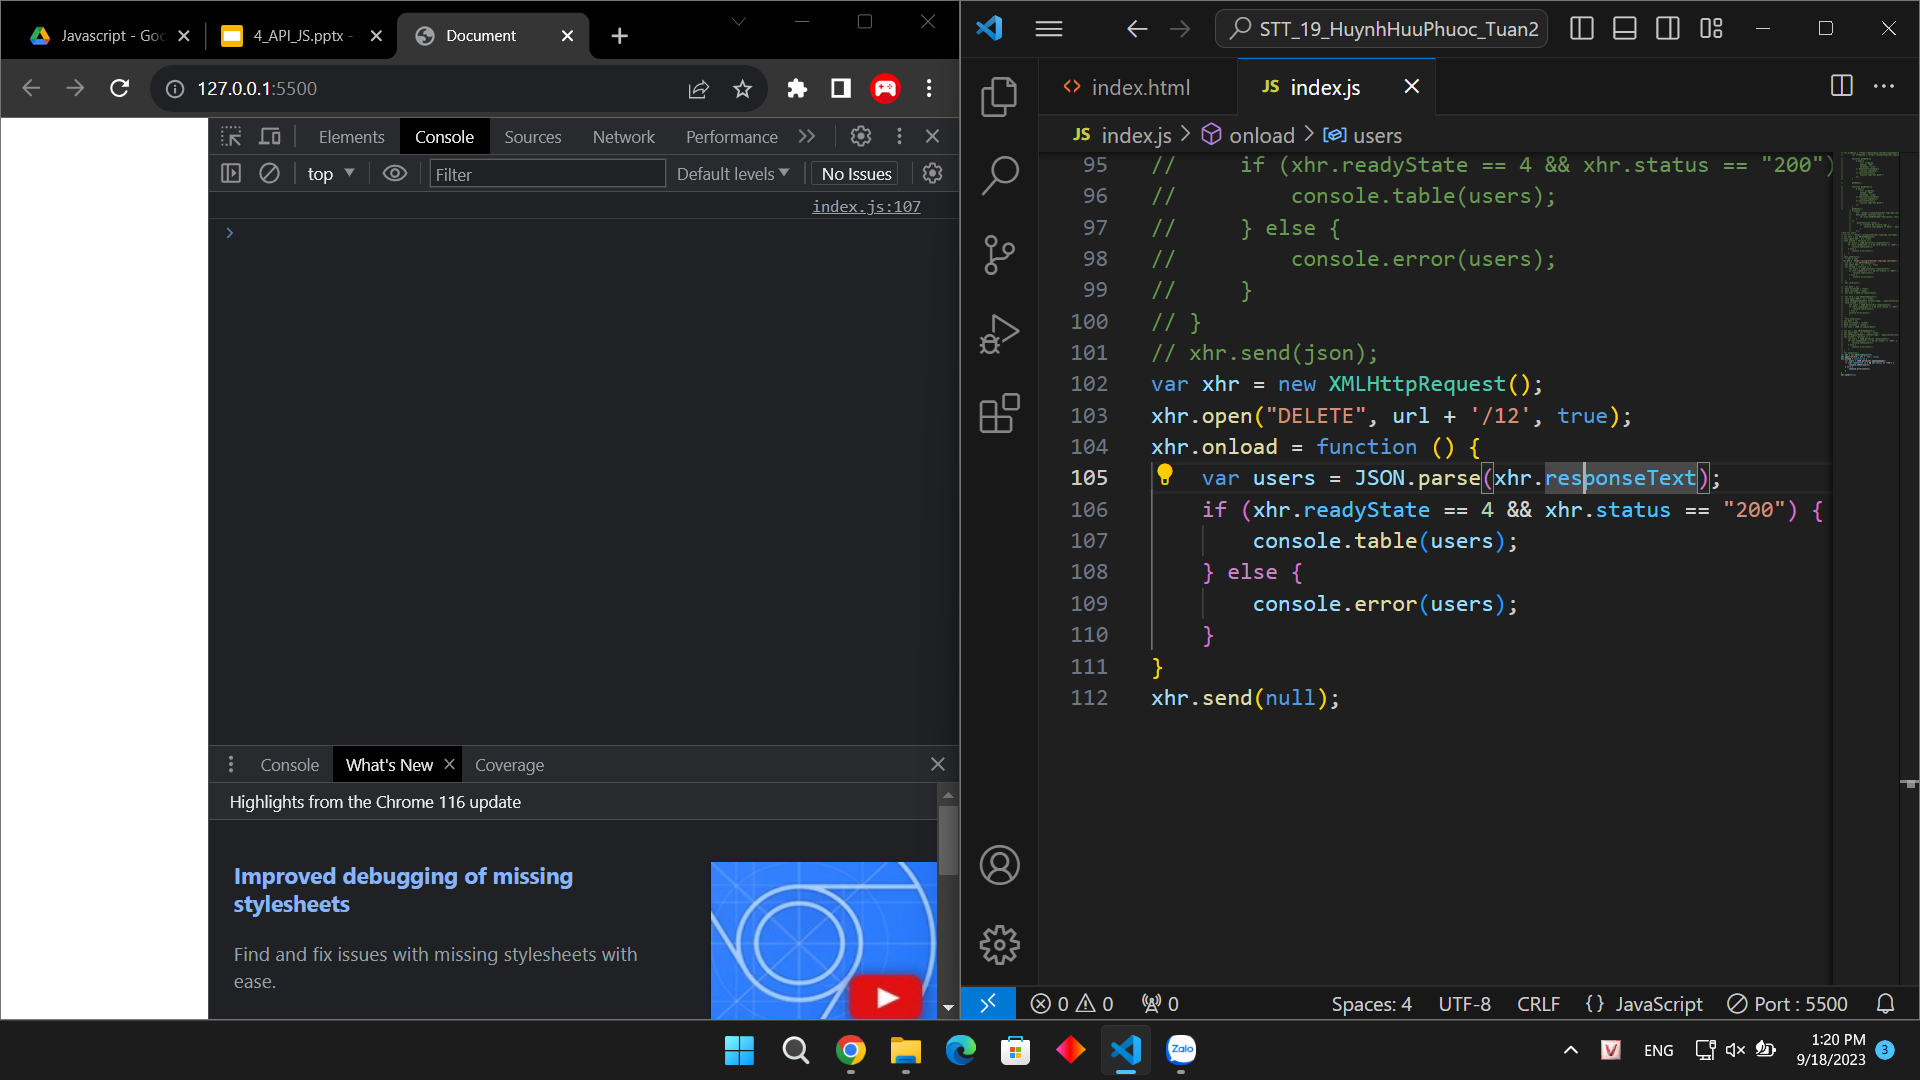 Javascript - Goo
4_API_JS.pptx -
Document
127.0.0.1:5500
Elements
Console
Sources
Network
Performance
top
Filter
Default levels
No Issues
index.js:107
Console
What's New
Coverage
Highlights from the Chrome 116 update
Improved debugging of missing
stylesheets
Find and fix issues with missing stylesheets with
ease.
STT_19_HuynhHuuPhuoc_Tuan2
index.html
JS index.js
JS index.js > onload > users
95 //     if (xhr.readyState == 4 && xhr.status == "200")
96 //         console.table(users);
97 //     } else {
98 //         console.error(users);
99 //     }
100 // }
101 // xhr.send(json);
102 var xhr = new XMLHttpRequest();
103 xhr.open("DELETE", url + '/12', true);
104 xhr.onload = function () {
105     var users = JSON.parse(xhr.responseText);
106     if (xhr.readyState == 4 && xhr.status == "200") {
107         console.table(users);
108     } else {
109         console.error(users);
110     }
111 }
112 xhr.send(null);
0 0 0
Spaces: 4
UTF-8
CRLF
{ } JavaScript
Port : 5500
Zalo
V
ENG
1:20 PM
9/18/2023
3